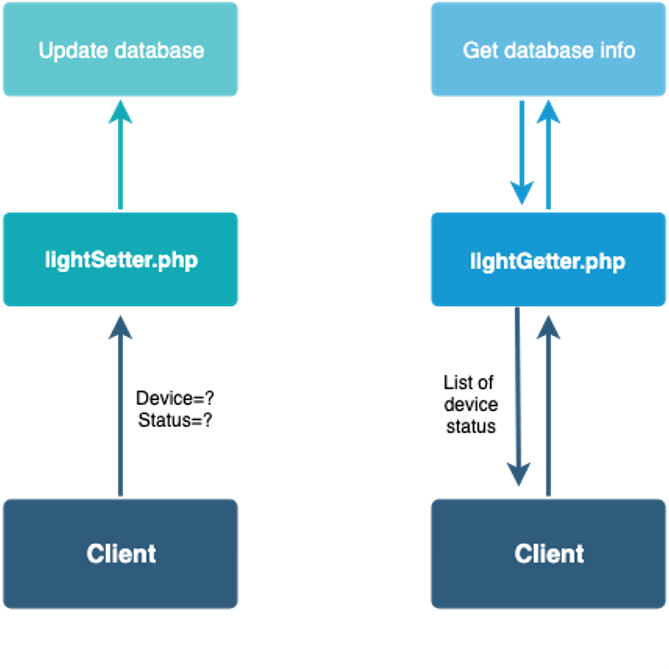 Update database
Get database info
lightSetter.php
lightGetter.php
Device=?
Status=?
List of
device
status
Client
Client